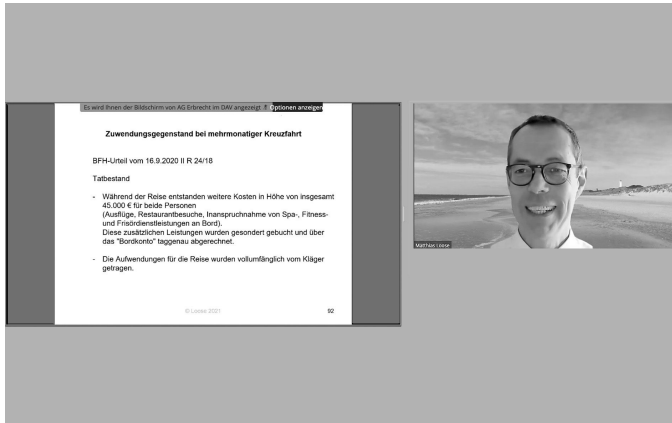 Es wird Ihnen der Bildschirm von AG Erbrecht im DAV angezeigt
Optionen anzeigen
Zuwendungsgegenstand bei mehrmonatiger Kreuzfahrt
BFH-Urteil vom 16.9.2020 II R 24/18
Tatbestand
- Während der Reise entstanden weitere Kosten in Höhe von insgesamt
45.000 € für beide Personen
(Ausflüge, Restaurantbesuche, Inanspruchnahme von Spa-, Fitness-
und Frisördienstleistungen an Bord).
Diese zusätzlichen Leistungen wurden gesondert gebucht und über
das "Bordkonto" taggenau abgerechnet.
- Die Aufwendungen für die Reise wurden vollumfänglich vom Kläger
getragen.
© Loose 2021
92
Matthias Loose